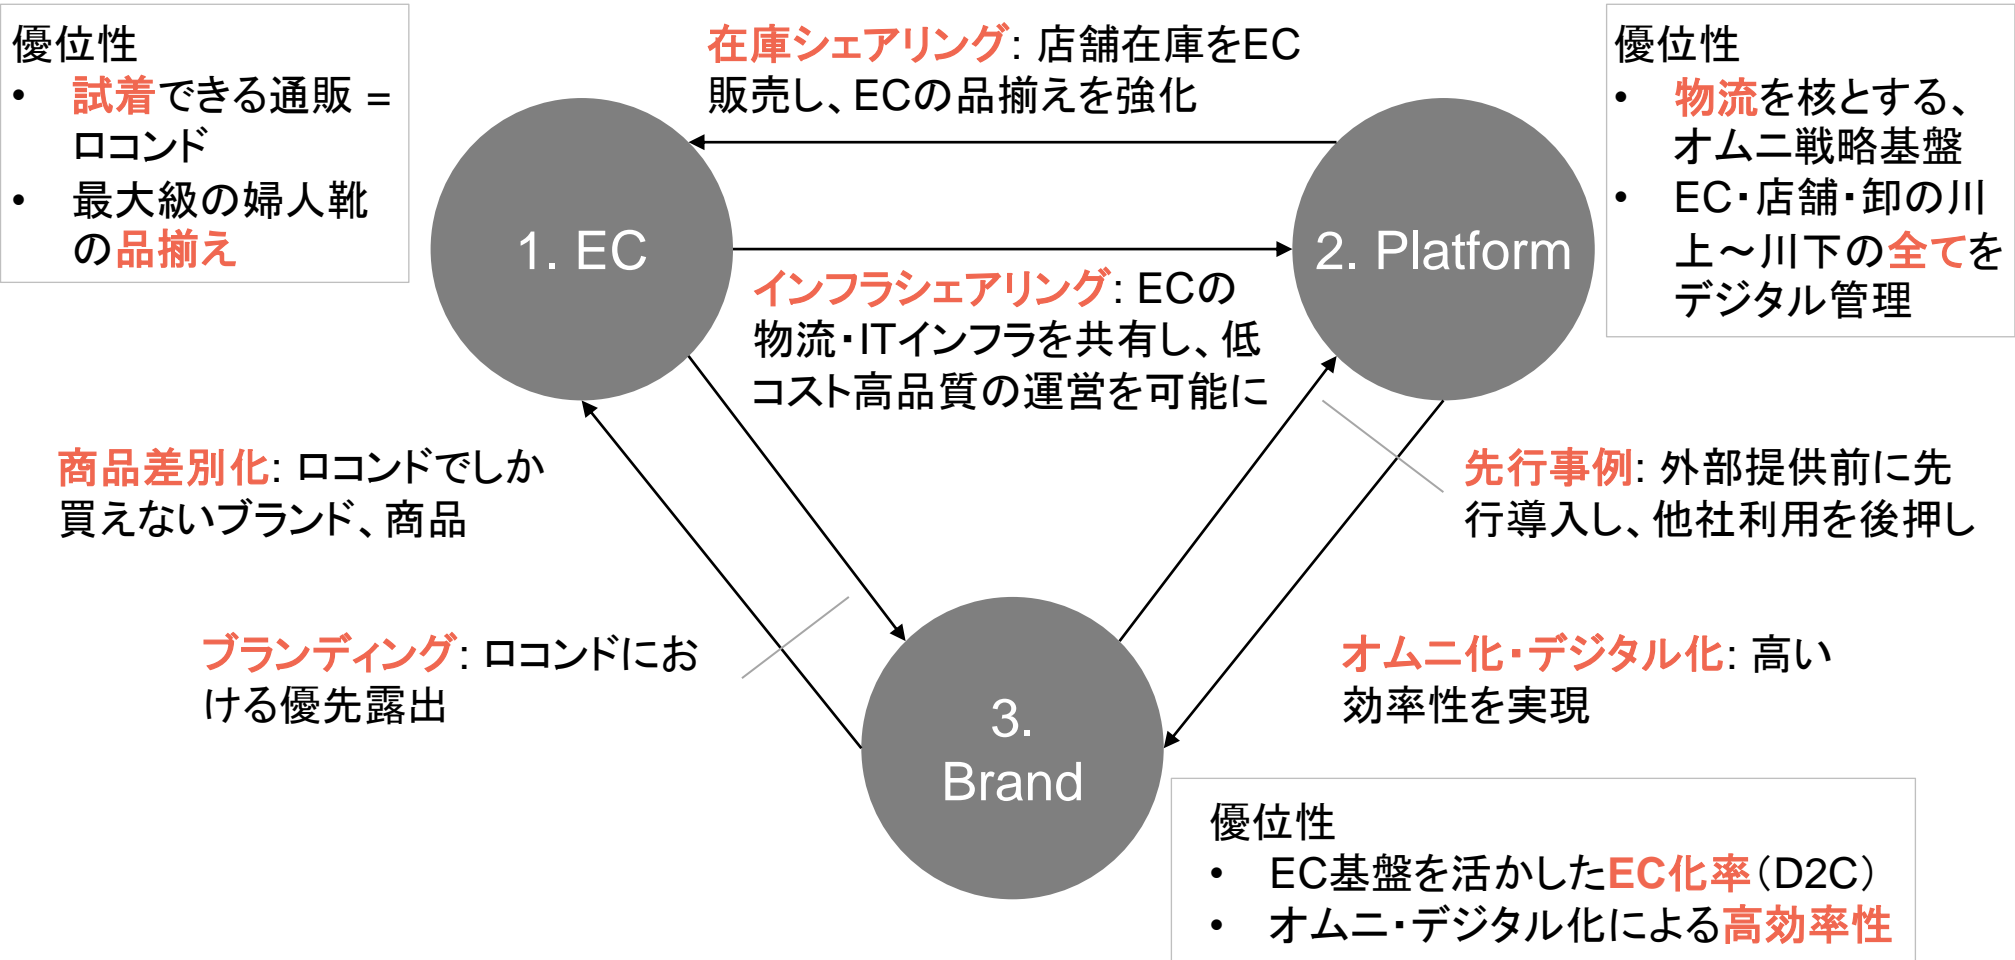 優位性
• 試着できる通販 =
ロコンド
• 最大級の婦人靴
の品揃え
在庫シェアリング: 店舗在庫をEC
販売し、ECの品揃えを強化
優位性
• 物流を核とする、
オムニ戦略基盤
• EC・店舗・卸の川
上～川下の全てを
デジタル管理
1. EC
2. Platform
インフラシェアリング: ECの
物流・ITインフラを共有し、低
コスト高品質の運営を可能に
商品差別化: ロコンドでしか
買えないブランド、商品
先行事例: 外部提供前に先
行導入し、他社利用を後押し
ブランディング: ロコンドにお
ける優先露出
オムニ化・デジタル化: 高い
効率性を実現
3.
Brand
優位性
• EC基盤を活かしたEC化率（D2C）
• オムニ・デジタル化による高効率性